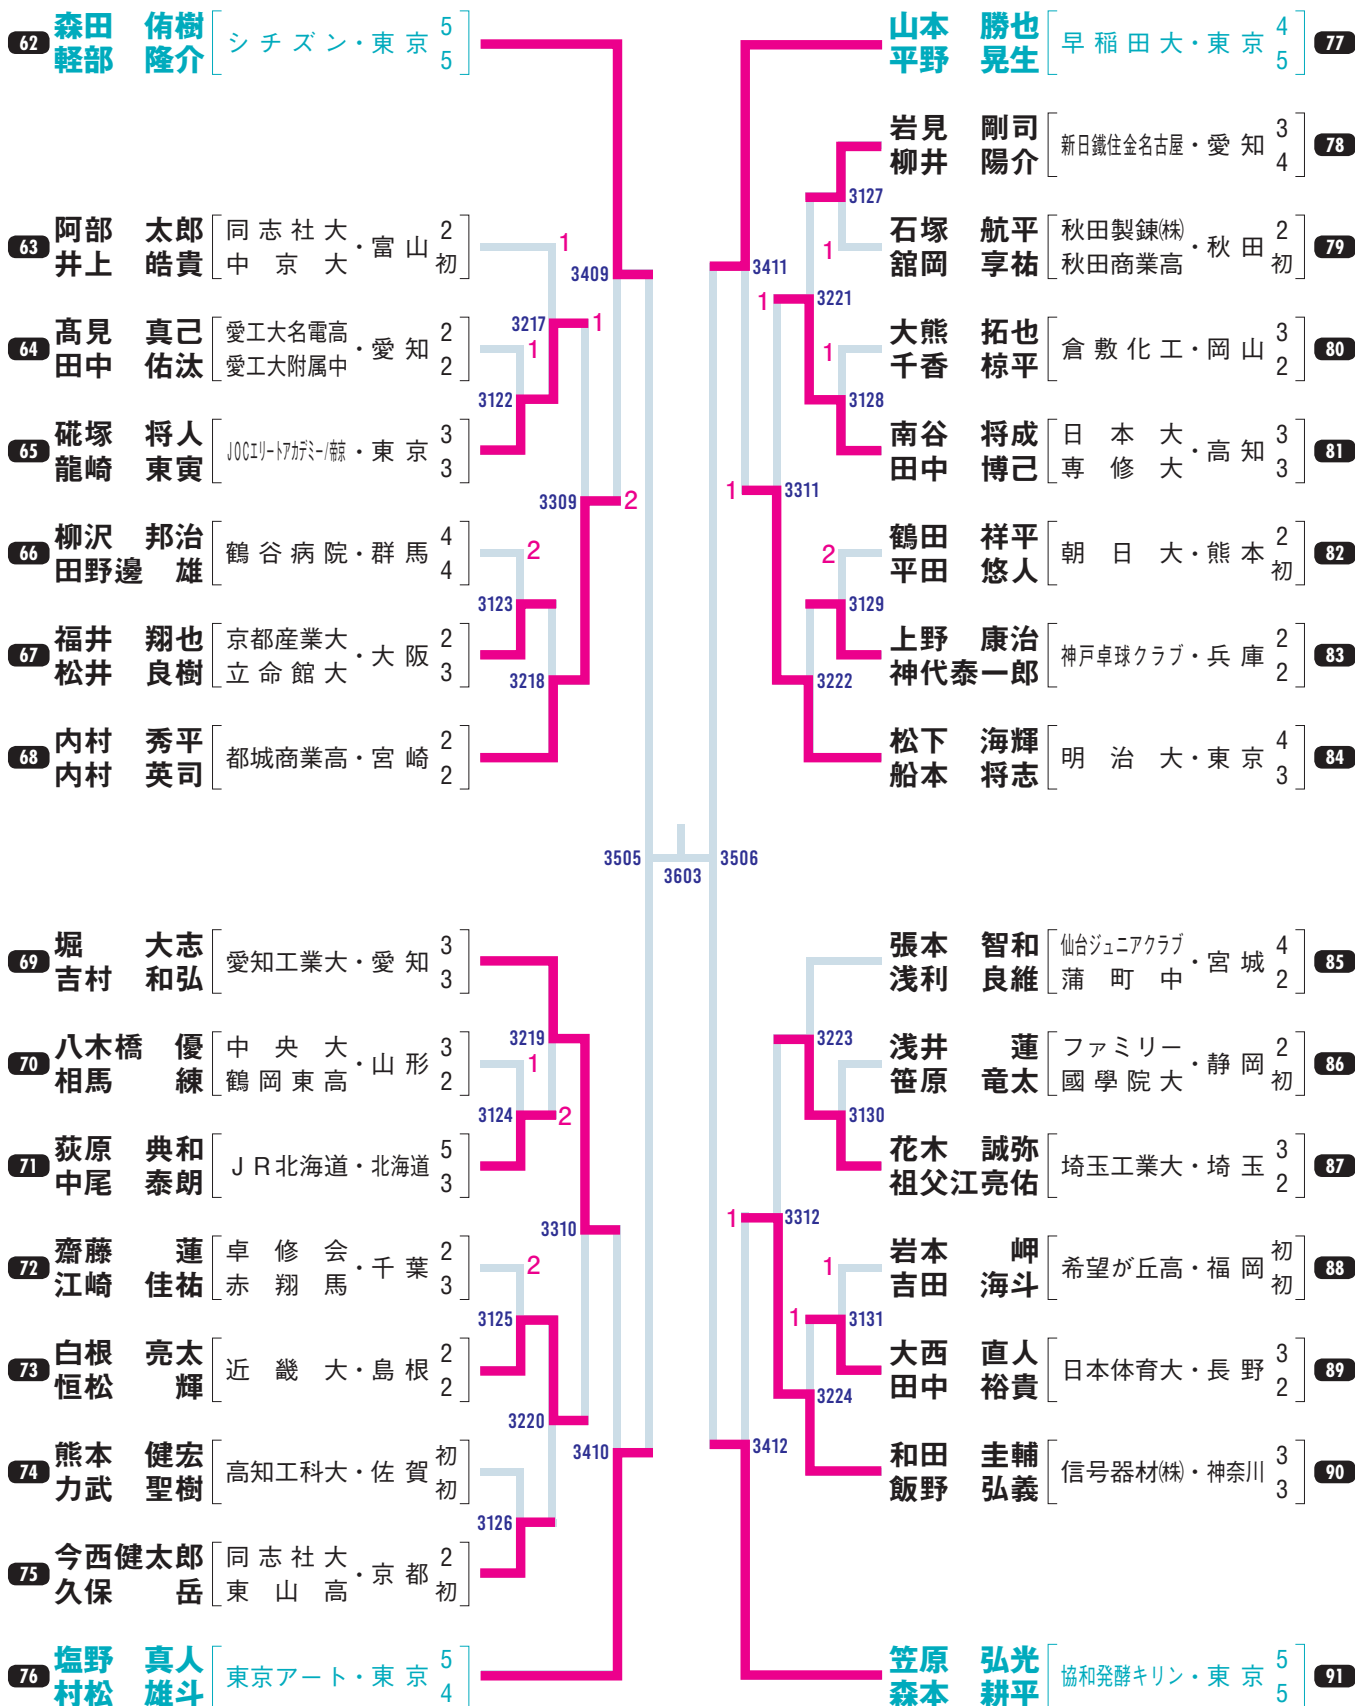 62 森田 侑樹 軽部 隆介 シチズン・東京 5 5
63 阿部 太郎 井上 皓貴 同志社大 中京大・富山 2 初
64 髙見 真己 田中 佑汰 愛工大名電高 愛工大附属中・愛知 2 2
65 硴塚 将人 龍崎 東寅 JOCエリートアカデミー/帝京・東京 3 3
66 柳沢 邦治 田野邊 雄 鶴谷病院・群馬 4 4
67 福井 翔也 松井 良樹 京都産業大 立命館大・大阪 2 3
68 内村 秀平 内村 英司 都城商業高・宮崎 2 2
69 堀 大志 吉村 和弘 愛知工業大・愛知 3 3
70 八木橋 優 相馬 練 中央大 鶴岡東高・山形 3 2
71 荻原 典和 中尾 泰朗 JR北海道・北海道 5 3
72 齋藤 蓮 江崎 佳祐 卓修会 赤翔馬・千葉 2 3
73 白根 亮太 恒松 輝 近畿大・島根 2 2
74 熊本 健宏 力武 聖樹 高知工科大・佐賀 初 初
75 今西健太郎 久保 岳 同志社大 東山高・京都 2 初
76 塩野 真人 村松 雄斗 東京アート・東京 5 4
3409
1
3217
1
1
3122
3309
2
2
3123
3218
3505
3603
3506
3219
1
3124
2
3310
2
3125
3220
3410
3126
3127
1
3411
3221
1
1
3128
3311
1
2
3129
3222
3223
3130
3312
1
1
3131
1
3224
3412
山本 勝也 平野 晃生 早稲田大・東京 4 5 77
岩見 剛司 柳井 陽介 新日鐵住金名古屋・愛知 3 4 78
石塚 航平 舘岡 享祐 秋田製錬㈱ 秋田商業高・秋田 2 初 79
大熊 拓也 千香 椋平 倉敷化工・岡山 3 2 80
南谷 将成 田中 博己 日本大 専修大・高知 3 3 81
鶴田 祥平 平田 悠人 朝日大・熊本 2 初 82
上野 康治 神代泰一郎 神戸卓球クラブ・兵庫 2 2 83
松下 海輝 船本 将志 明治大・東京 4 3 84
張本 智和 浅利 良維 仙台ジュニアクラブ 蒲町中・宮城 4 2 85
浅井 蓮 笹原 竜太 ファミリー 國學院大・静岡 2 初 86
花木 誠弥 祖父江亮佑 埼玉工業大・埼玉 3 2 87
岩本 岬 吉田 海斗 希望が丘高・福岡 初 初 88
大西 直人 田中 裕貴 日本体育大・長野 3 2 89
和田 圭輔 飯野 弘義 信号器材㈱・神奈川 3 3 90
笠原 弘光 森本 耕平 協和発酵キリン・東京 5 5 91